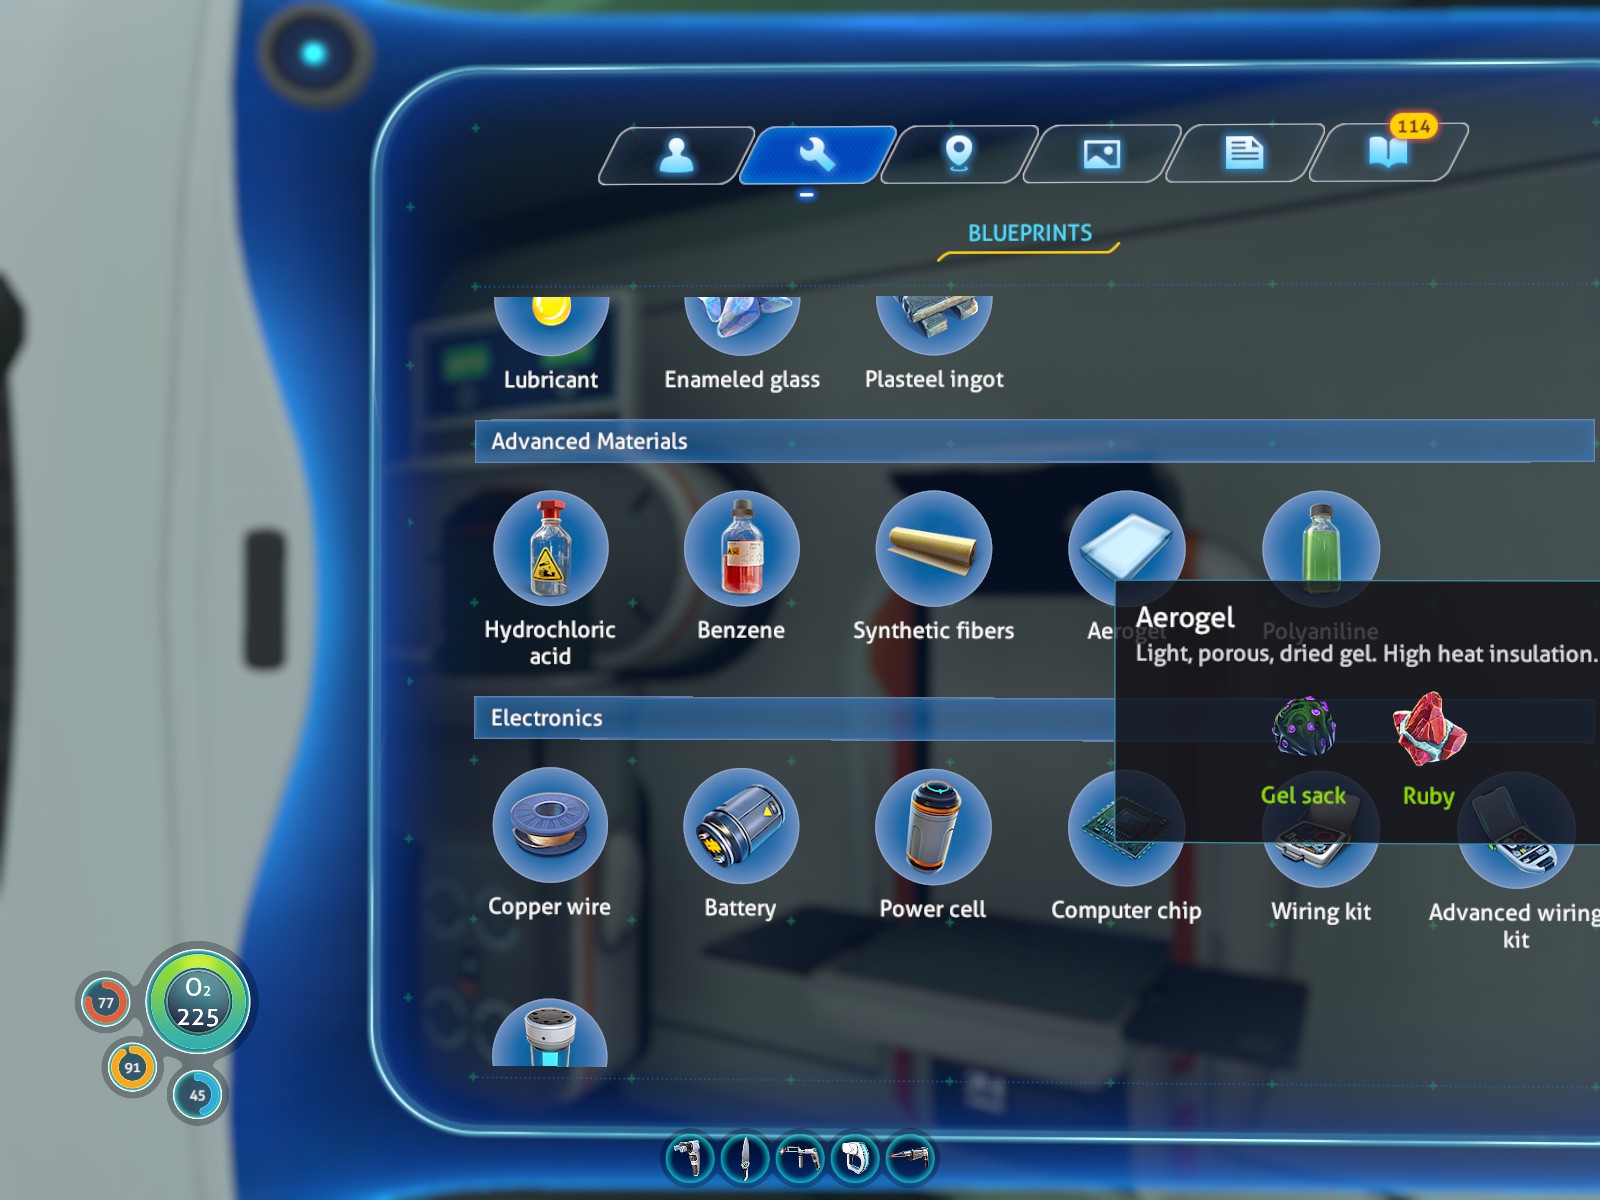 114
BLUEPRINTS
Lubricant
Enameled glass
Plasteel ingot
Advanced Materials
Hydrochloric
acid
Benzene
Synthetic fibers
Aerogel
Polyaniline
Aerogel
Light, porous, dried gel. High heat insulation.
Gel sack
Ruby
Electronics
Copper wire
Battery
Power cell
Computer chip
Wiring kit
Advanced wiring
kit
O₂
225
77
91
45